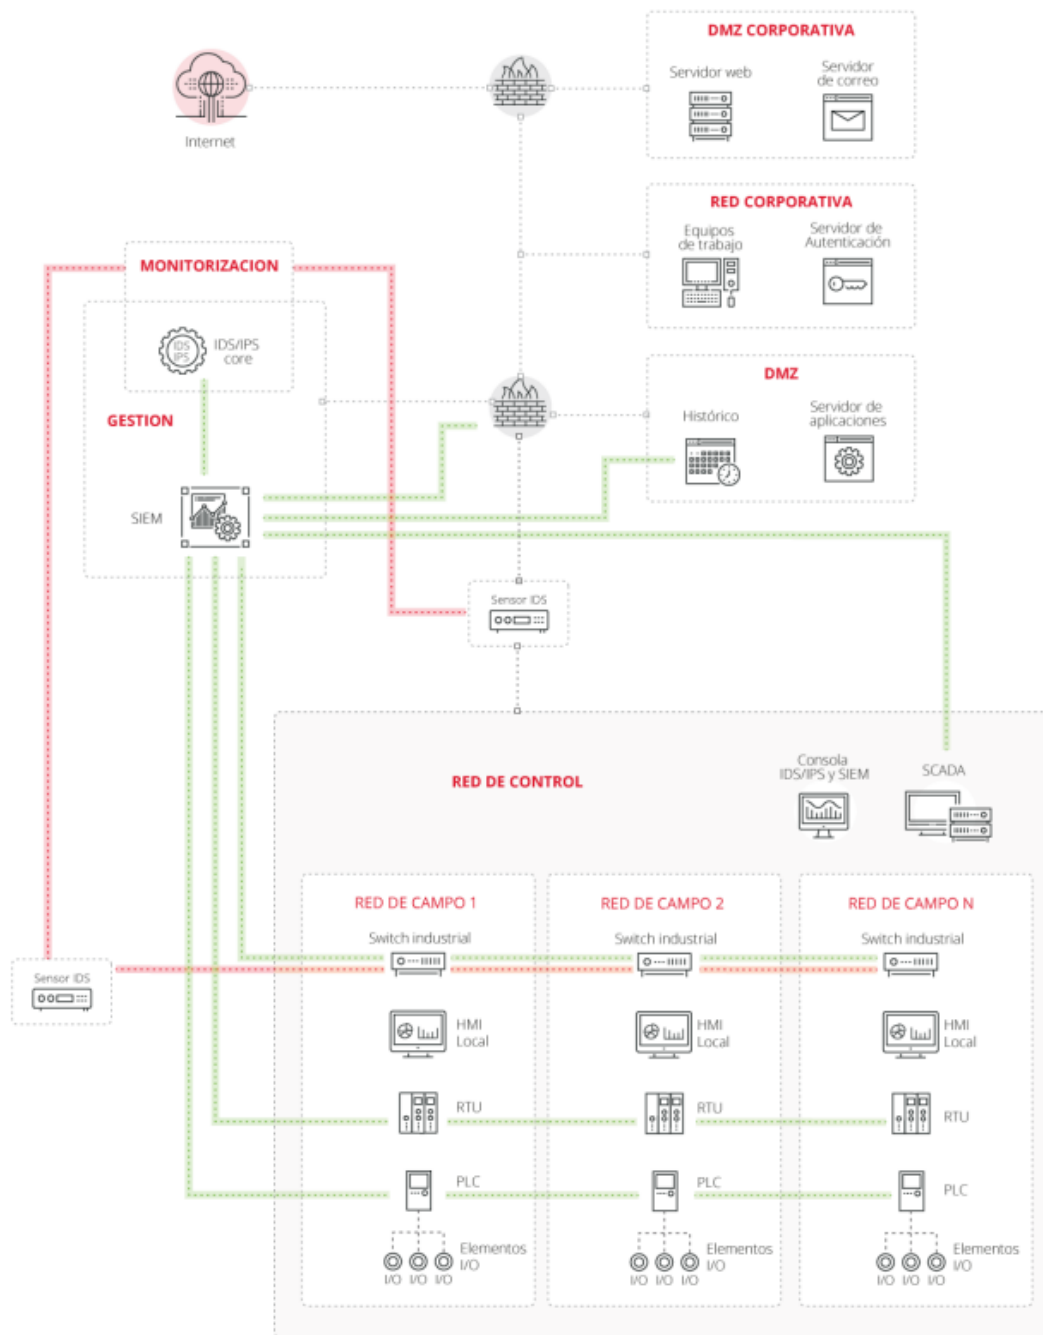 DMZ CORPORATIVA
Servidor web
Servidor
de correo
Internet
RED CORPORATIVA
Equipos
de trabajo
Servidor de
Autenticación
MONITORIZACION
IDS
IPS
IDS/IPS
core
GESTION
DMZ
Histórico
Servidor de
aplicaciones
SIEM
Sensor IDS
RED DE CONTROL
Consola
IDS/IPS y SIEM
SCADA
RED DE CAMPO 1
RED DE CAMPO 2
RED DE CAMPO N
Switch industrial
Switch industrial
Switch industrial
Sensor IDS
HMI
Local
HMI
Local
HMI
Local
RTU
RTU
RTU
PLC
PLC
PLC
Elementos
I/O
Elementos
I/O
Elementos
I/O
I/O I/O I/O
I/O I/O I/O
I/O I/O I/O